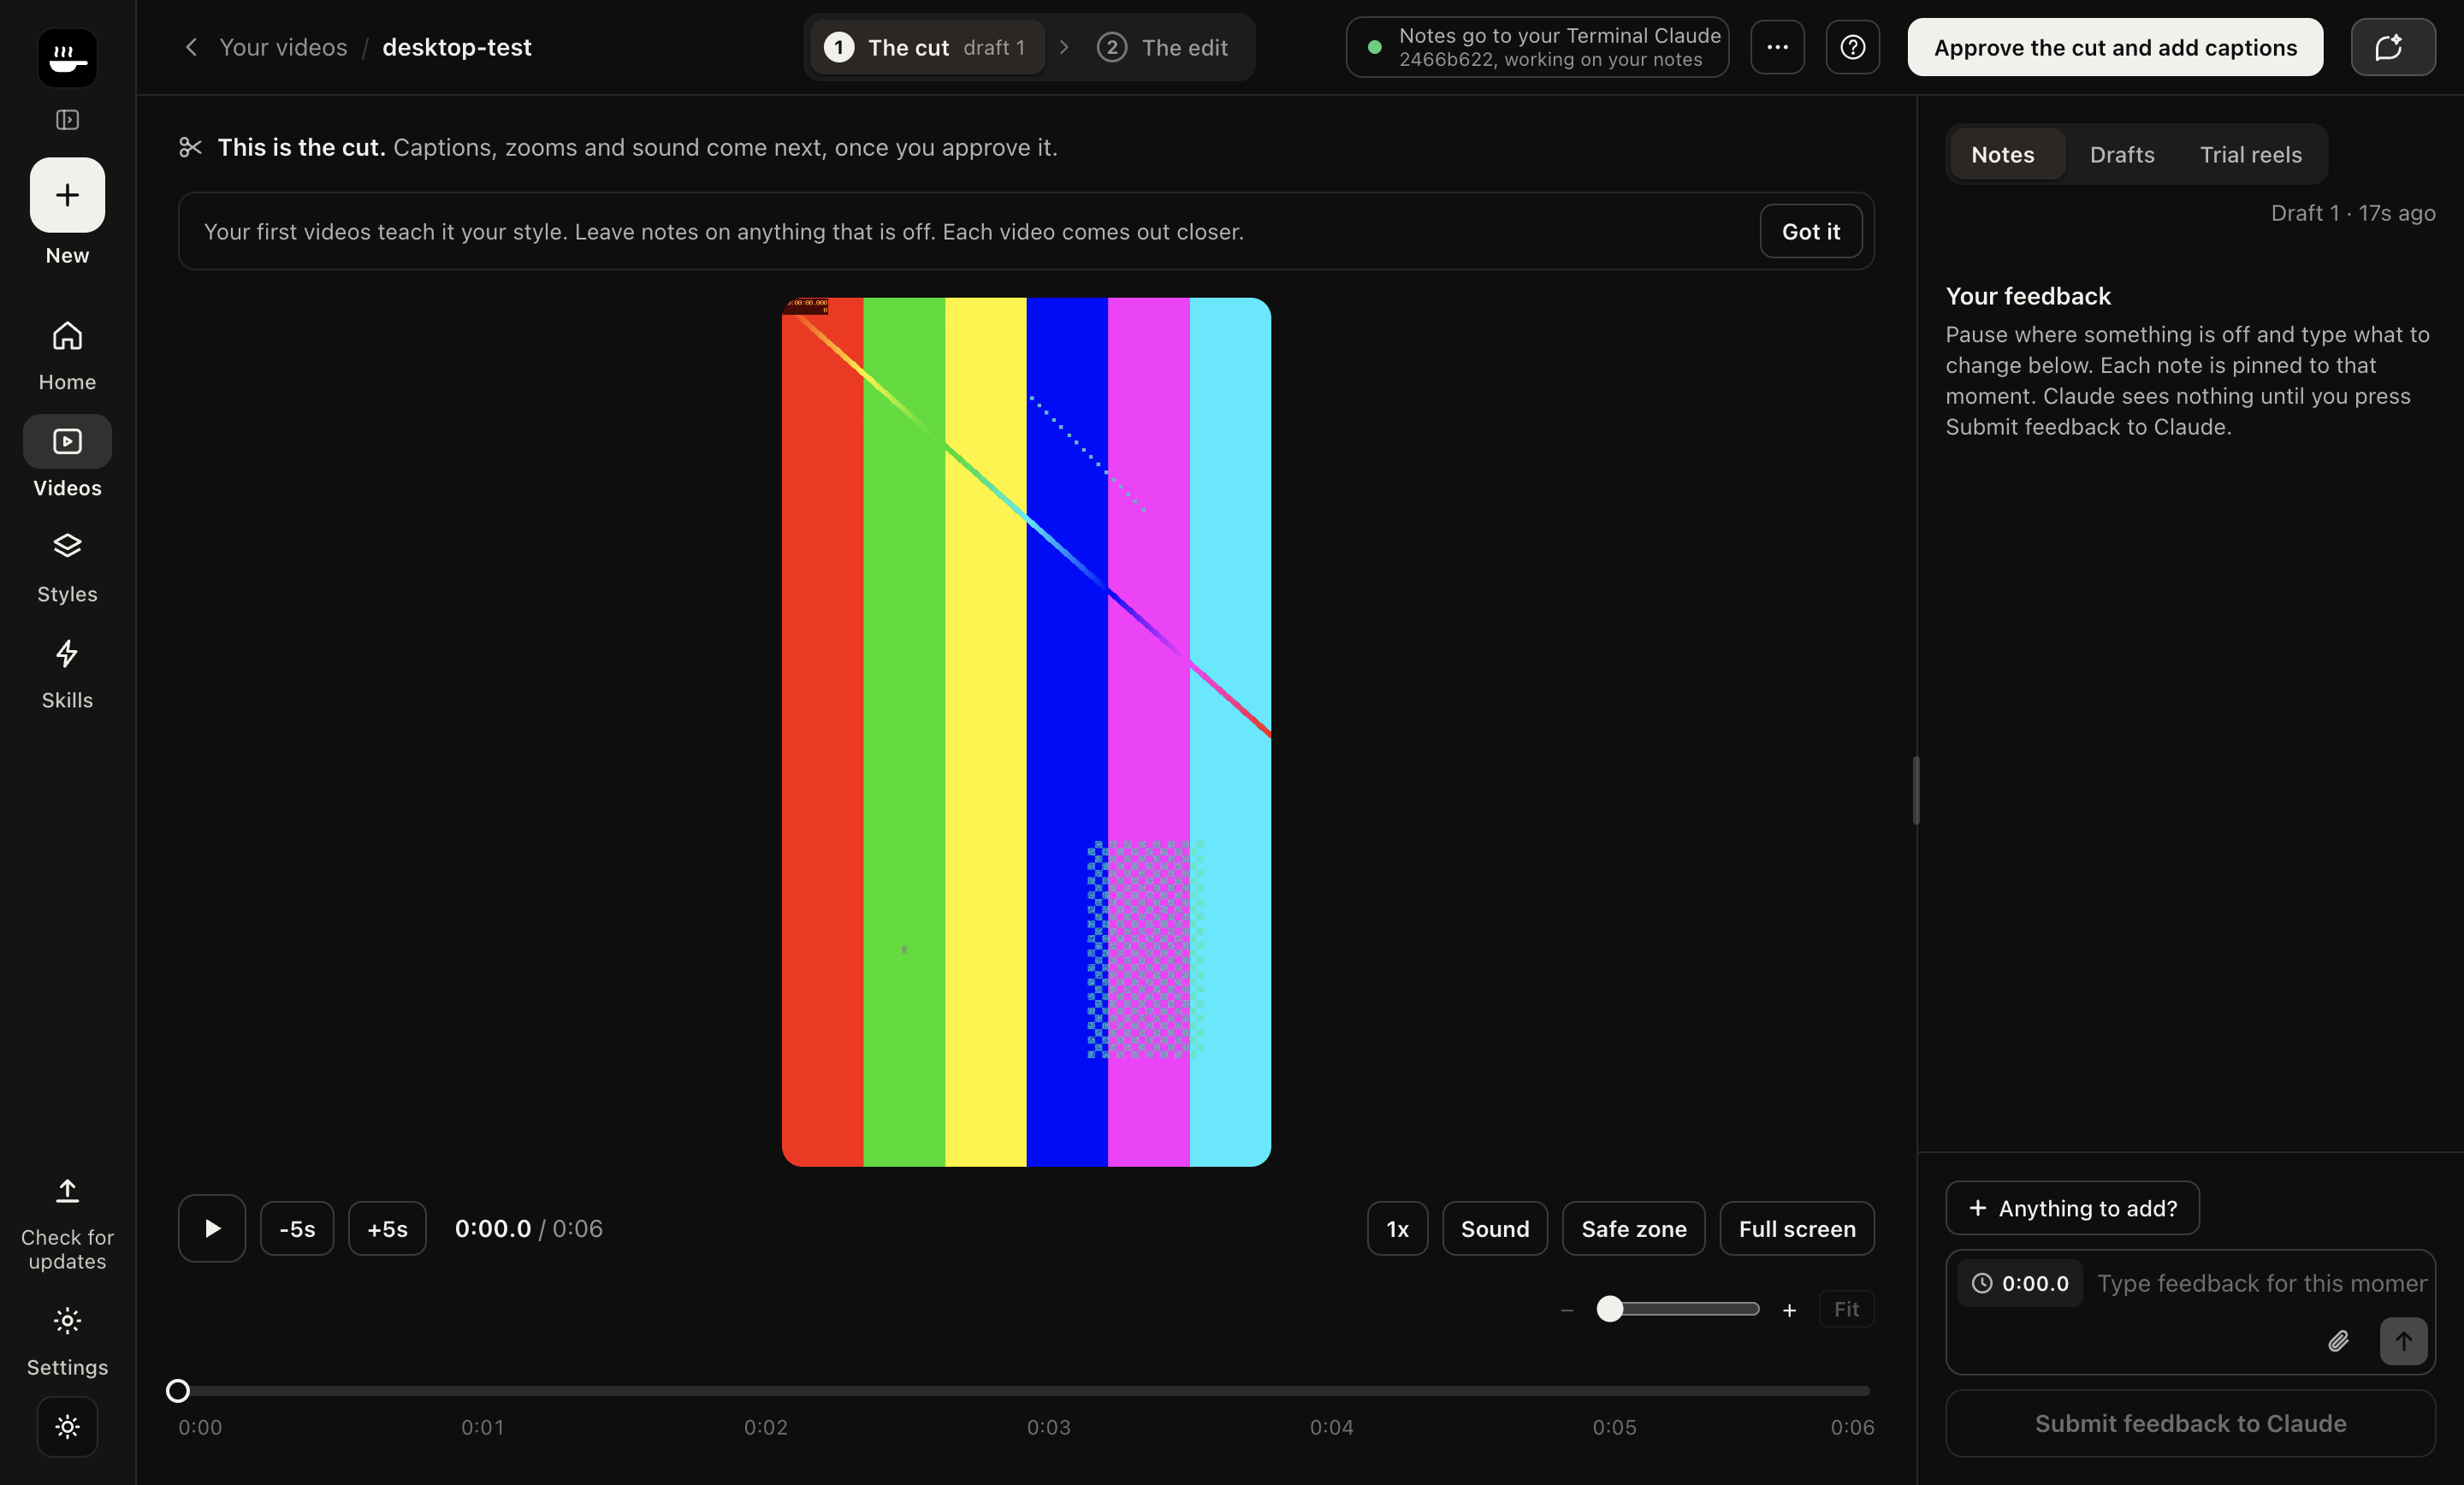 Your videos / desktop-test
1 The cut draft 1
2 The edit
Notes go to your Terminal Claude
2466b622, working on your notes
Approve the cut and add captions
New
Home
Videos
Styles
Skills
Check for
updates
Settings
This is the cut. Captions, zooms and sound come next, once you approve it.
Your first videos teach it your style. Leave notes on anything that is off. Each video comes out closer.
Got it
-5s
+5s
0:00.0 / 0:06
1x
Sound
Safe zone
Full screen
Fit
0:00
0:01
0:02
0:03
0:04
0:05
0:06
Notes
Drafts
Trial reels
Draft 1 · 17s ago
Your feedback
Pause where something is off and type what to
change below. Each note is pinned to that
moment. Claude sees nothing until you press
Submit feedback to Claude.
+ Anything to add?
0:00.0 Type feedback for this
Submit feedback to Claude